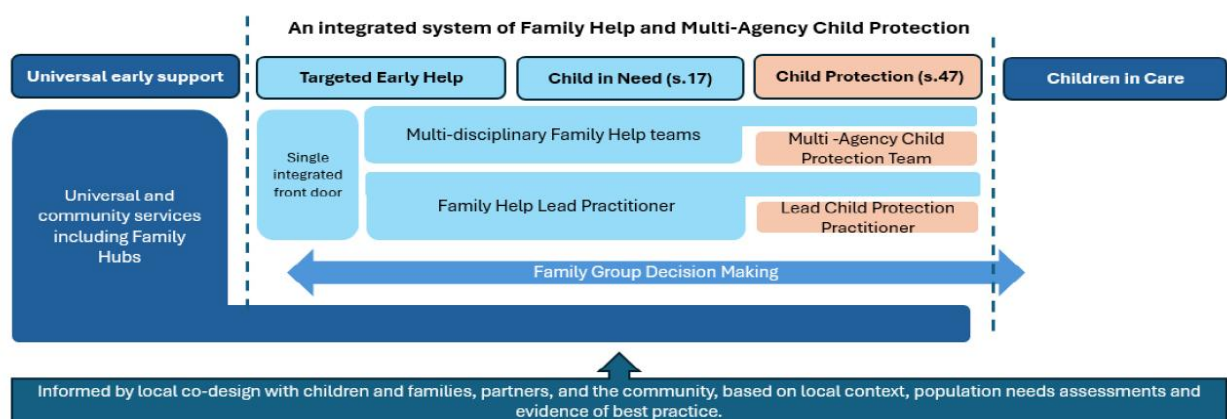 An integrated system of Family Help and Multi-Agency Child Protection
Universal early support
Targeted Early Help
Child in Need (s.17)
Child Protection (s.47)
Children in Care
Universal and
community services
including Family
Hubs
Single
integrated
front door
Multi-disciplinary Family Help teams
Multi -Agency Child
Protection Team
Family Help Lead Practitioner
Lead Child Protection
Practitioner
Family Group Decision Making
Informed by local co-design with children and families, partners, and the community, based on local context, population needs assessments and
evidence of best practice.